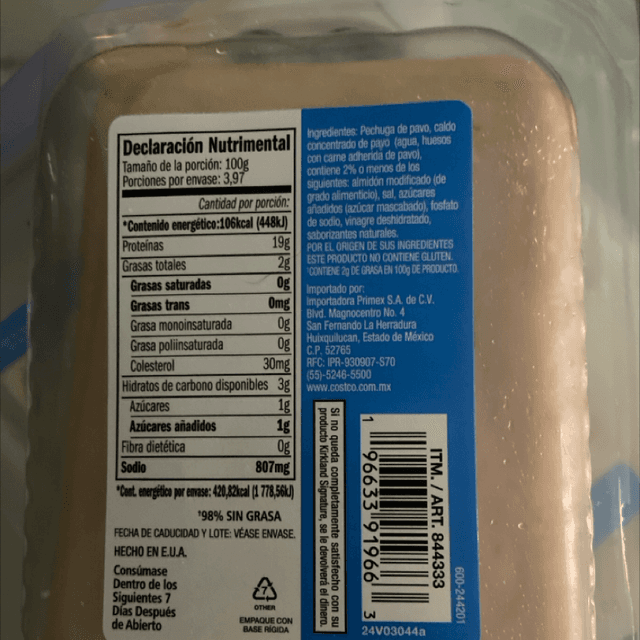 Declaración Nutrimental
Tamaño de la porción: 100g
Porciones por envase: 3,97
Cantidad por porción:
*Contenido energético:106kcal (448kJ)
Proteínas 19g
Grasas totales 2g
Grasas saturadas 0g
Grasas trans 0mg
Grasa monoinsaturada 0g
Grasa poliinsaturada 0g
Colesterol 30mg
Hidratos de carbono disponibles 3g
Azúcares 1g
Azúcares añadidos 1g
Fibra dietética 0g
Sodio 807mg
*Cont. energético por envase: 420,82kcal (1 778,56kJ)
¹98% SIN GRASA
FECHA DE CADUCIDAD Y LOTE: VÉASE ENVASE.
HECHO EN E.U.A.
Consúmase
Dentro de los
Siguientes 7
Días Después
de Abierto
7
OTHER
EMPAQUE CON
BASE RÍGIDA
Ingredientes: Pechuga de pavo, caldo
concentrado de pavo (agua, huesos
con carne adherida de pavo),
contiene 2% o menos de los
siguientes: almidón modificado (de
grado alimenticio), sal, azúcares
añadidos (azúcar mascabado), fosfato
de sodio, vinagre deshidratado,
saborizantes naturales.
POR EL ORIGEN DE SUS INGREDIENTES
ESTE PRODUCTO NO CONTIENE GLUTEN.
¹CONTIENE 2g DE GRASA EN 100g DE PRODUCTO.
Importado por:
Importadora Primex S.A. de C.V.
Blvd. Magnocentro No. 4
San Fernando La Herradura
Huixquilucan, Estado de México
C.P. 52765
RFC: IPR-930907-S70
(55)-5246-5500
www.costco.com.mx
Si no queda completamente satisfecho con su
producto Kirkland Signature, se le devolverá el dinero.
1 96633 91966 3
ITM. / ART. 844333
600-244201
24V03044a